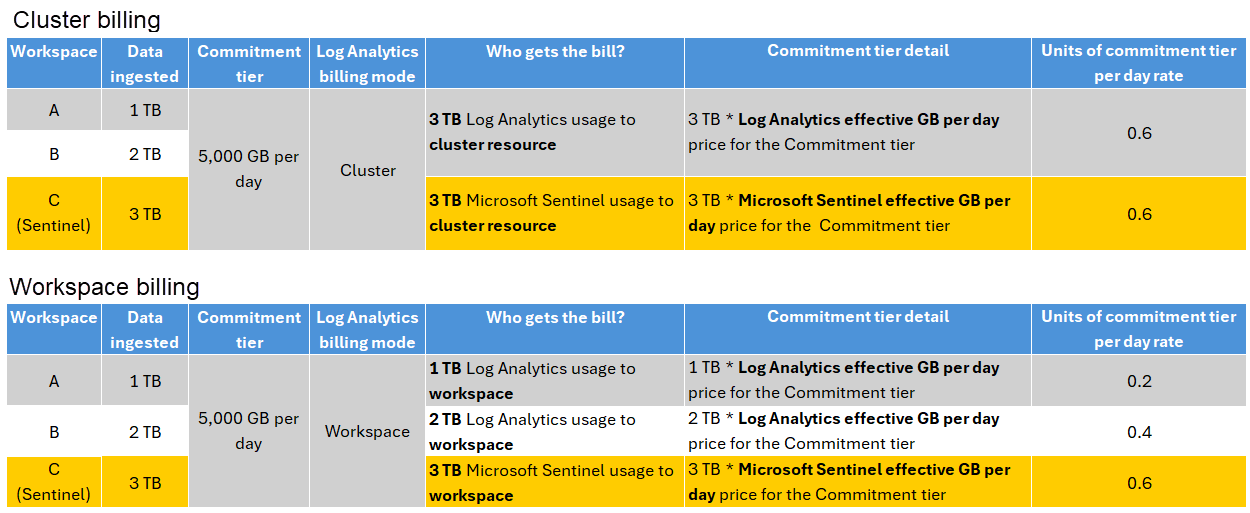 Cluster billing
Workspace
Data
ingested
Commitment
tier
Log Analytics
billing mode
Who gets the bill?
Commitment tier detail
Units of commitment tier
per day rate
A
1 TB
5,000 GB per
day
Cluster
3 TB Log Analytics usage to
cluster resource
3 TB * Log Analytics effective GB per day
price for the Commitment tier
0.6
B
2 TB
C
(Sentinel)
3 TB
3 TB Microsoft Sentinel usage to
cluster resource
3 TB * Microsoft Sentinel effective GB per
day price for the  Commitment tier
0.6
Workspace billing
Workspace
Data
ingested
Commitment
tier
Log Analytics
billing mode
Who gets the bill?
Commitment tier detail
Units of commitment tier
per day rate
A
1 TB
5,000 GB per
day
Workspace
1 TB Log Analytics usage to
workspace
1 TB * Log Analytics effective GB per day
price for the Commitment tier
0.2
B
2 TB
2 TB Log Analytics usage to
workspace
2 TB * Log Analytics effective GB per day
price for the Commitment tier
0.4
C
(Sentinel)
3 TB
3 TB Microsoft Sentinel usage to
workspace
3 TB * Microsoft Sentinel effective GB per
day price for the Commitment tier
0.6